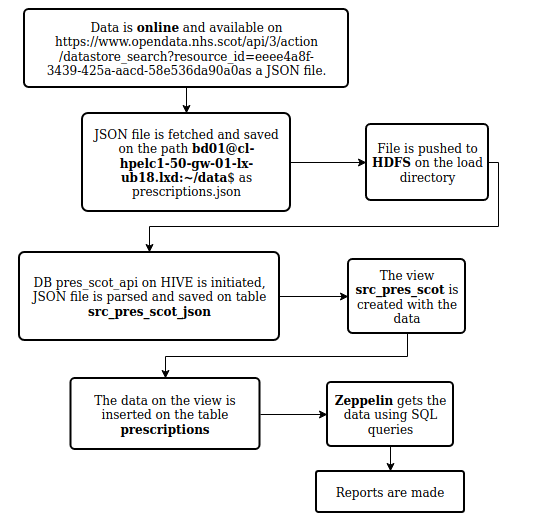 Data is online and available on
https://www.opendata.nhs.scot/api/3/action
/datastore_search?resource_id=eeee4a8f-
3439-425a-aacd-58e536da90a0as a JSON file.
JSON file is fetched and saved
on the path bd01@cl-
hpelc1-50-gw-01-lx-
ub18.lxd:~/data$ as
prescriptions.json
File is pushed to
HDFS on the load
directory
DB pres_scot_api on HIVE is initiated,
JSON file is parsed and saved on table
src_pres_scot_json
The view
src_pres_scot is
created with the
data
The data on the view is
inserted on the table
prescriptions
Zeppelin gets the
data using SQL
queries
Reports are made